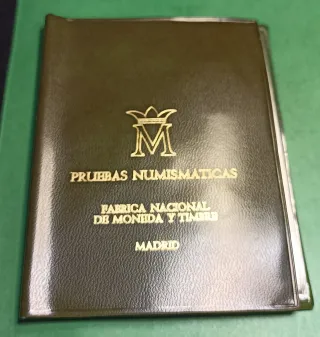 M
PRUEBAS NUMISMATICAS
FABRICA NACIONAL
DE MONEDA Y TIMBRE
MADRID